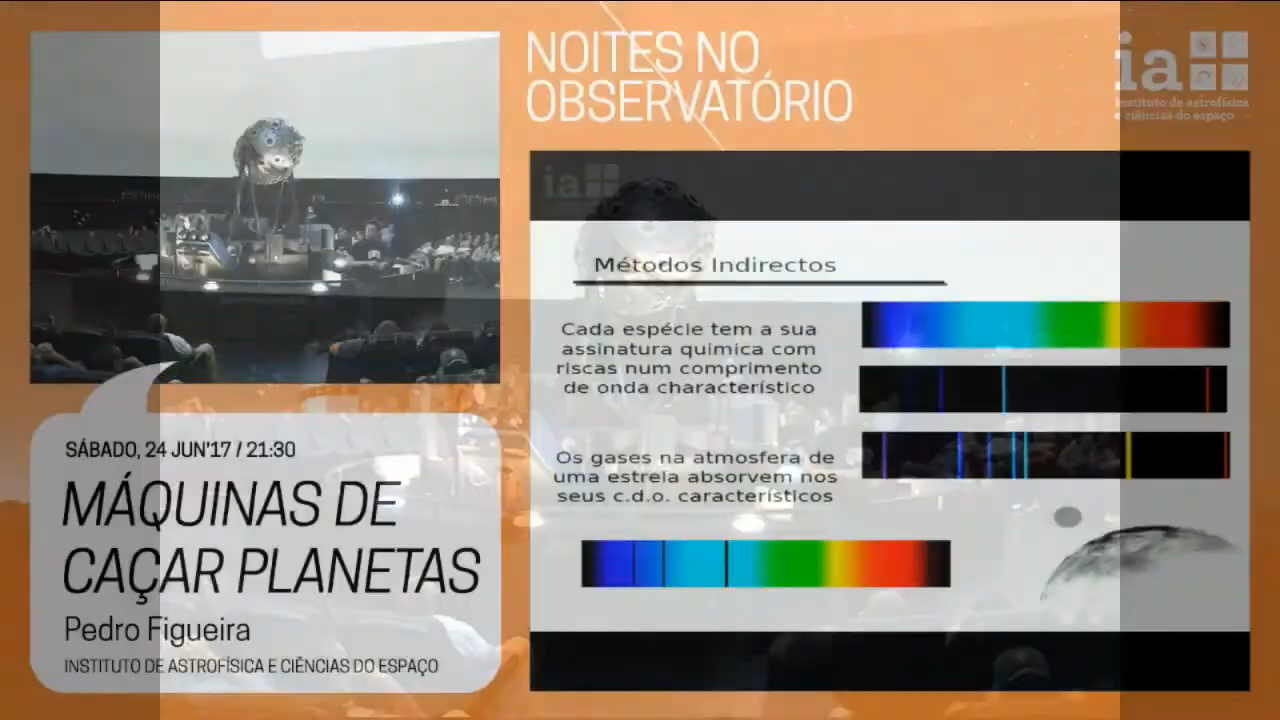 NOITES NO
OBSERVATÓRIO
ia
instituto de astrofísica
e ciências do espaço
ia
Métodos Indirectos
Cada espécie tem a sua
assinatura quimica com
riscas num comprimento
de onda characterístico
Os gases na atmosfera de
uma estrela absorvem nos
seus c.d.o. característicos
SÁBADO, 24 JUN'17 / 21:30
MÁQUINAS DE
CAÇAR PLANETAS
Pedro Figueira
INSTITUTO DE ASTROFÍSICA E CIÊNCIAS DO ESPAÇO